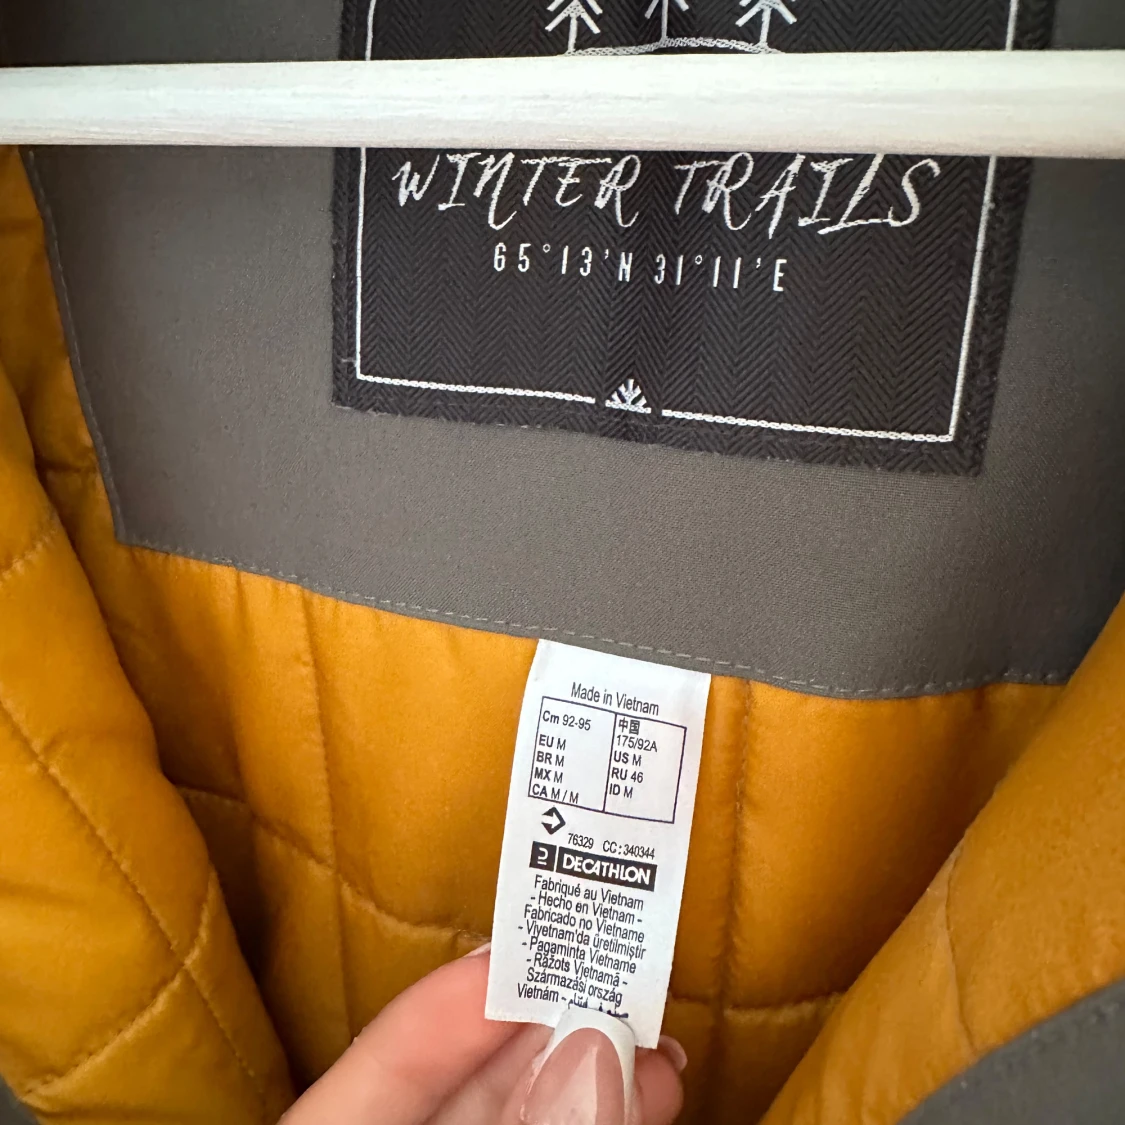 WINTER TRAILS
65°13'N 31°11'E
Made in Vietnam
Cm 92-95
EU M
BR M
MX M
CA M / M
中国
175/92A
US M
RU 46
ID M
76329 CC:340344
DECATHLON
Fabriqué au Vietnam
- Hecho en Vietnam -
Fabricado no Vietname
- Viyetnam'da üretilmiştir
- Pagaminta Vietname
- Ražots Vjetnamā -
Származási ország
Vietnám -